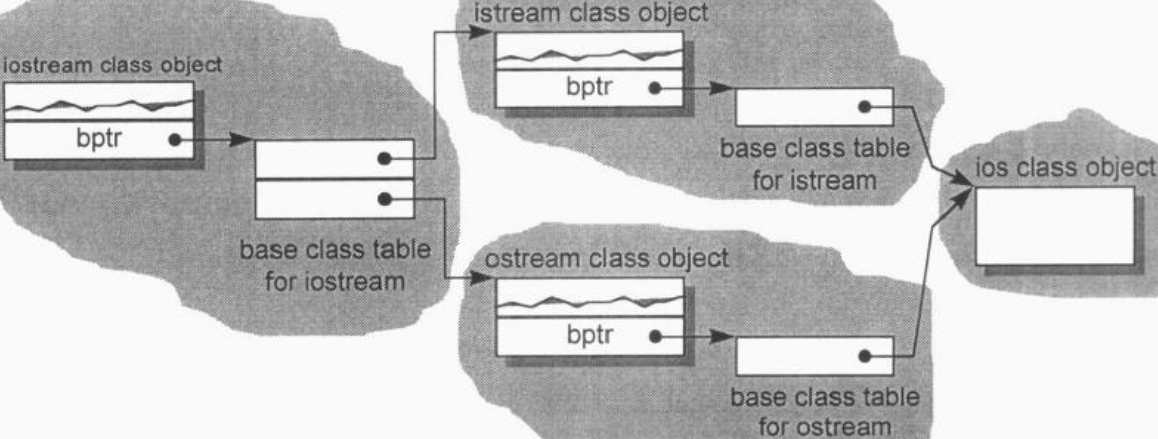 iostream class object
bptr
base class table
for iostream
istream class object
bptr
base class table
for istream
ostream class object
bptr
base class table
for ostream
ios class object